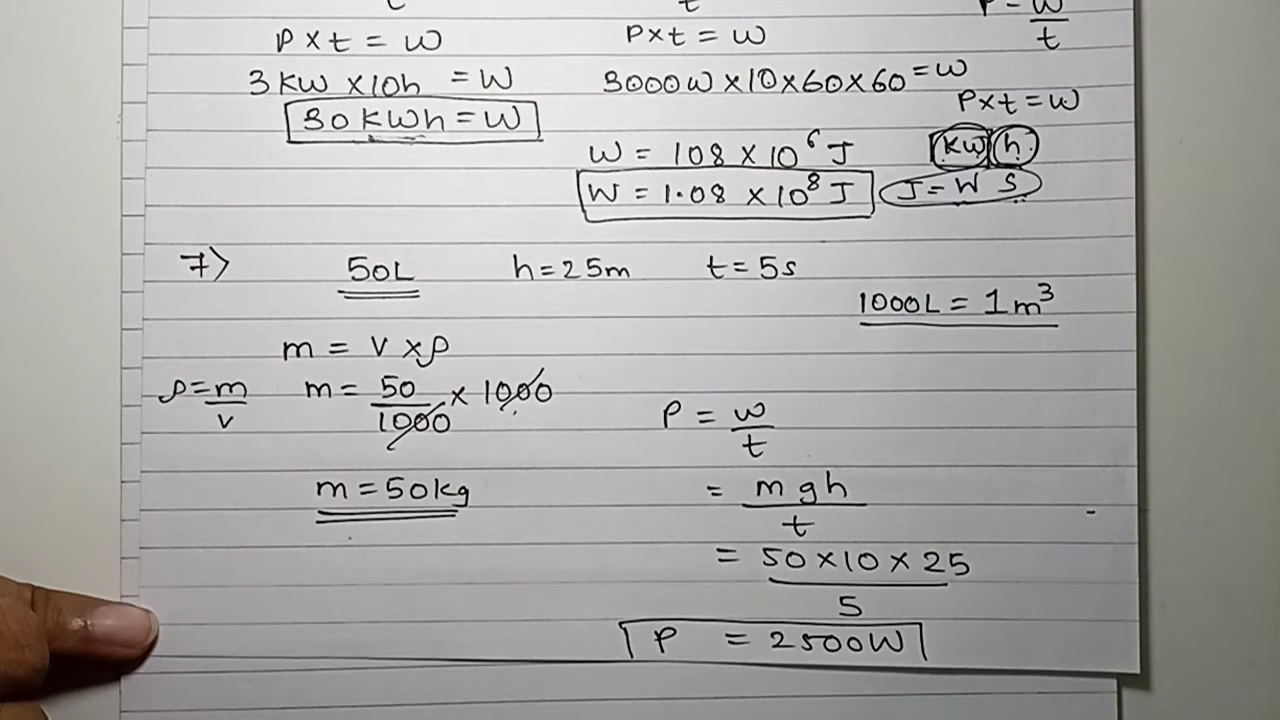 t
t
P = W/t
P x t = W
P x t = W
3 KW x 10h = W
3000W x 10 x 60 x 60 = W
30 KWh = W
P x t = W
W = 108 x 10⁶ J
KW h
W = 1.08 x 10⁸ J
J = W S
7)
50L
h = 25m
t = 5s
1000L = 1m³
m = V x ρ
ρ = m/v
m = 50/1000 x 1000
m = 50kg
P = W/t
= mgh/t
= 50 x 10 x 25/5
P = 2500W